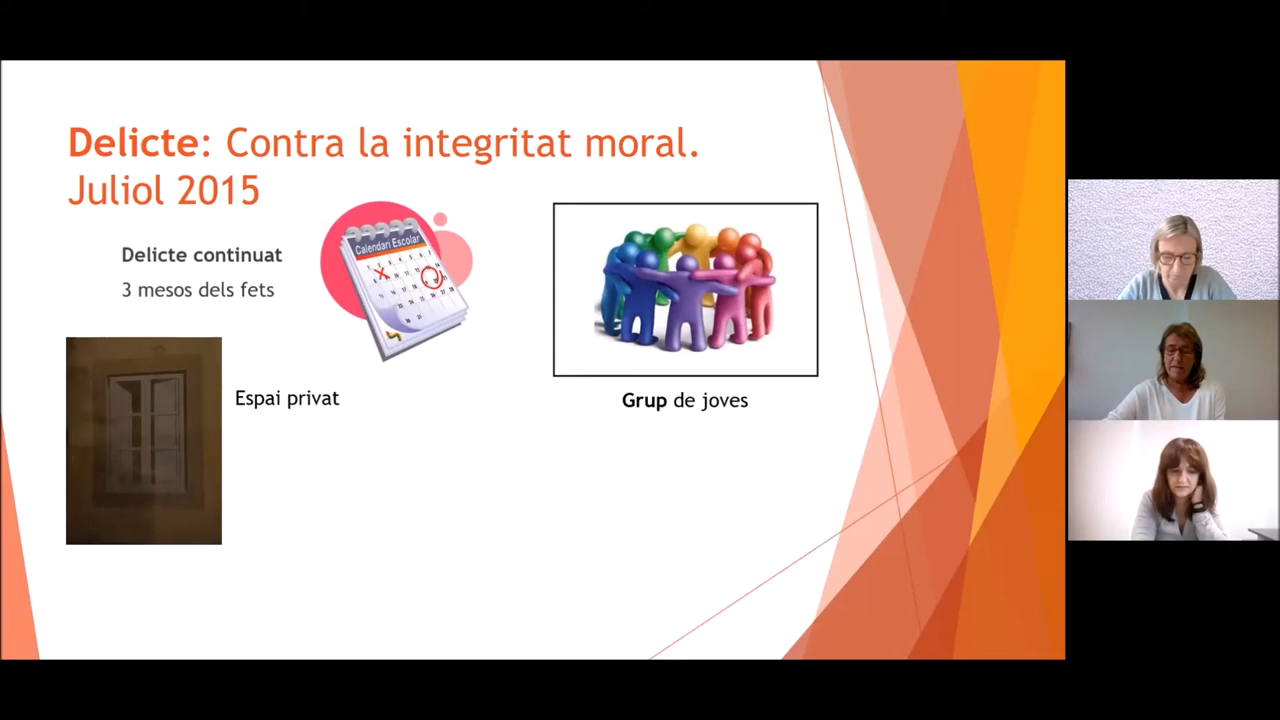 Delicte: Contra la integritat moral.
Juliol 2015
Delicte continuat
3 mesos dels fets
Calendari Escolar
Espai privat
Grup de joves